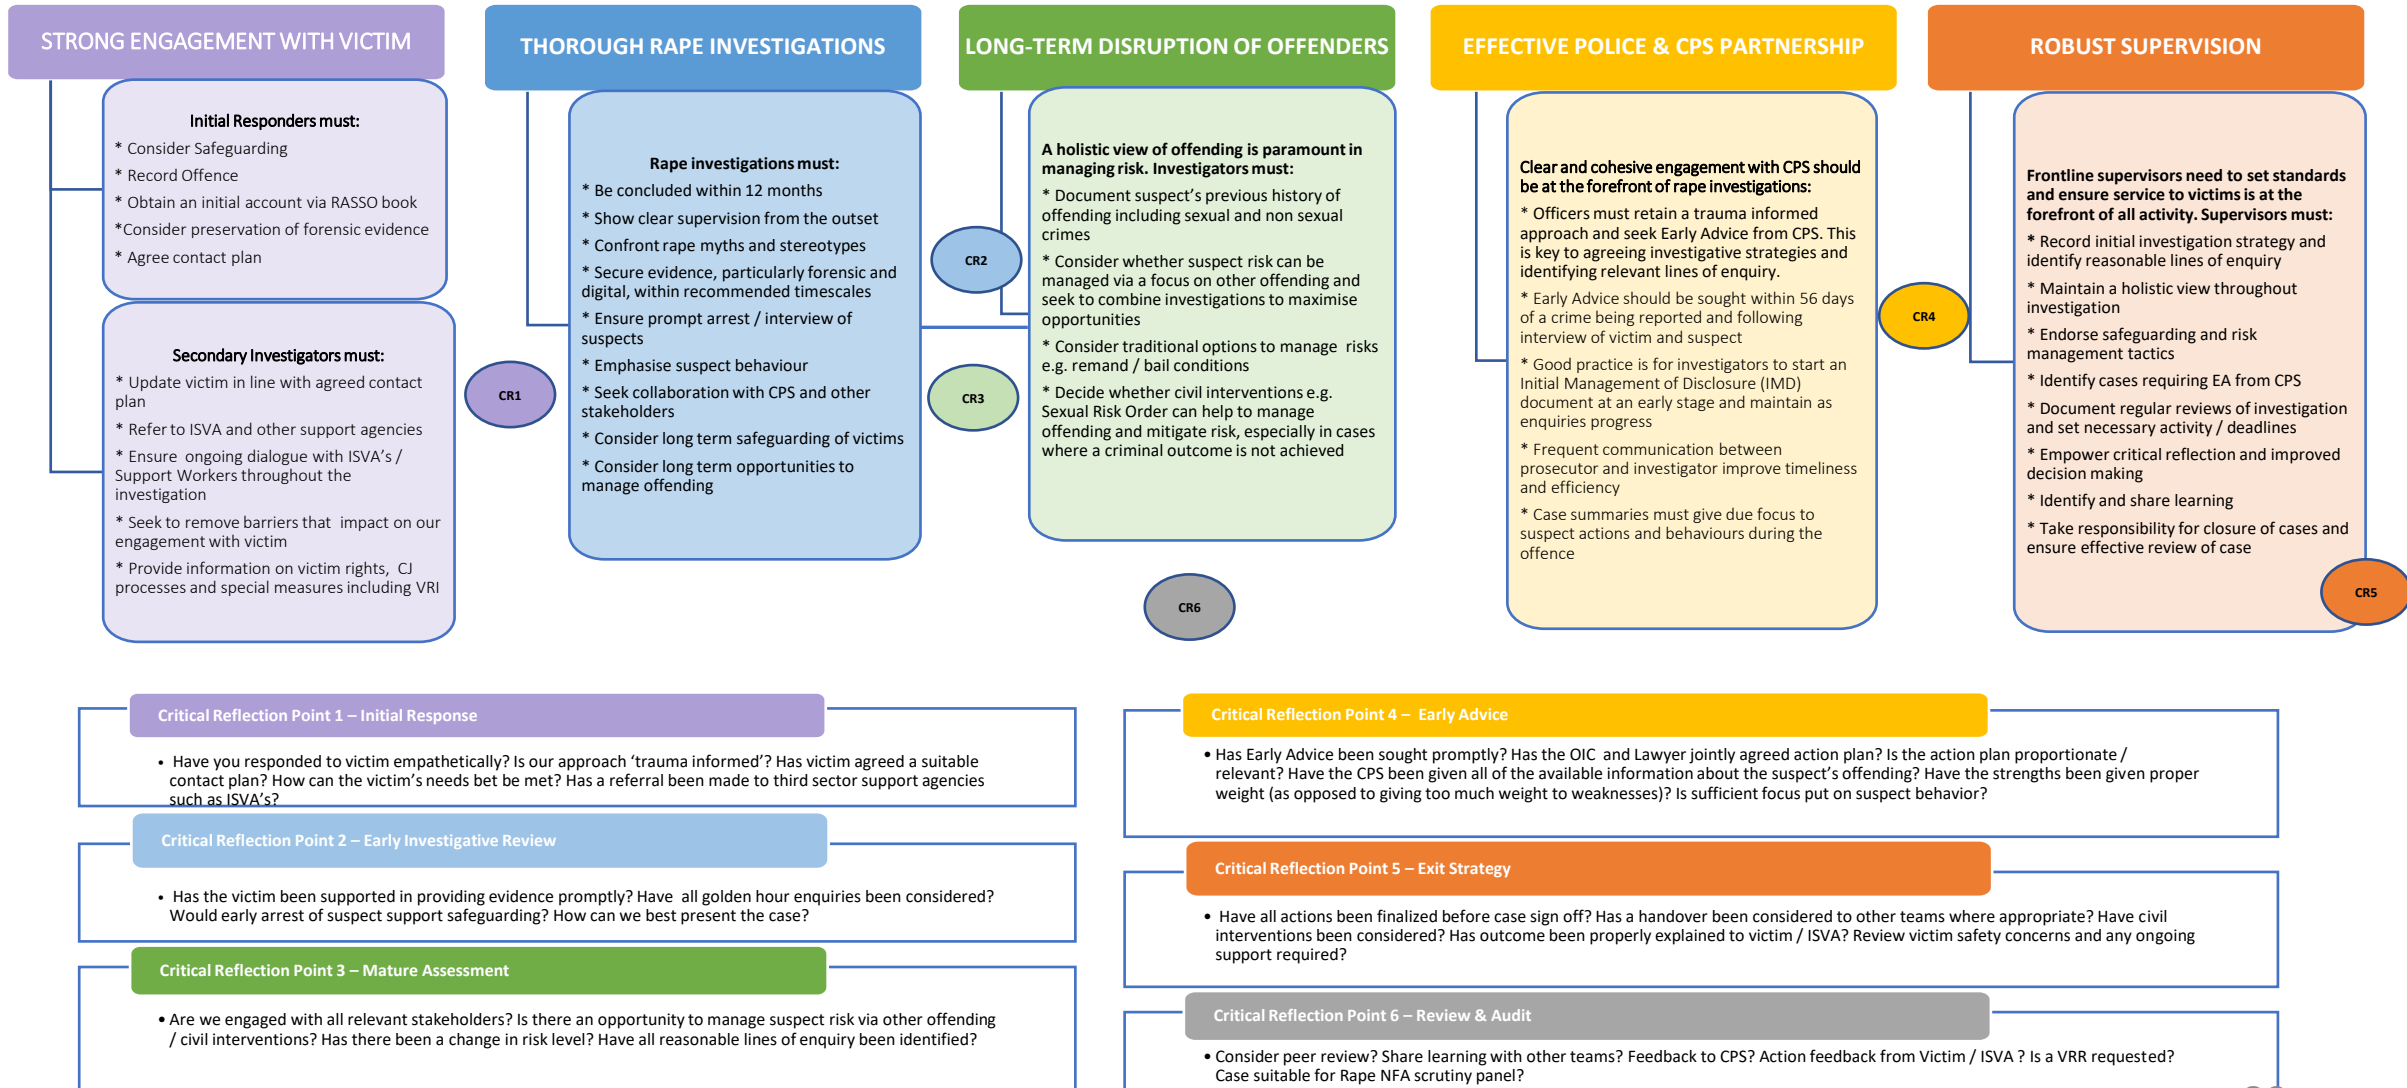 STRONG ENGAGEMENT WITH VICTIM
Initial Responders must:
* Consider Safeguarding
* Record Offence
* Obtain an initial account via RASSO book
*Consider preservation of forensic evidence
* Agree contact plan
Secondary Investigators must:
* Update victim in line with agreed contact
plan
* Refer to ISVA and other support agencies
* Ensure ongoing dialogue with ISVA's /
Support Workers throughout the
investigation
* Seek to remove barriers that impact on our
engagement with victim
* Provide information on victim rights, CJ
processes and special measures including VRI
CR1
THOROUGH RAPE INVESTIGATIONS
Rape investigations must:
* Be concluded within 12 months
* Show clear supervision from the outset
* Confront rape myths and stereotypes
* Secure evidence, particularly forensic and
digital, within recommended timescales
* Ensure prompt arrest / interview of
suspects
* Emphasise suspect behaviour
* Seek collaboration with CPS and other
stakeholders
* Consider long term safeguarding of victims
* Consider long term opportunities to
manage offending
CR2
CR3
LONG-TERM DISRUPTION OF OFFENDERS
A holistic view of offending is paramount in
managing risk. Investigators must:
* Document suspect's previous history of
offending including sexual and non sexual
crimes
* Consider whether suspect risk can be
managed via a focus on other offending and
seek to combine investigations to maximise
opportunities
* Consider traditional options to manage risks
e.g. remand / bail conditions
* Decide whether civil interventions e.g.
Sexual Risk Order can help to manage
offending and mitigate risk, especially in cases
where a criminal outcome is not achieved
CR6
EFFECTIVE POLICE & CPS PARTNERSHIP
Clear and cohesive engagement with CPS should
be at the forefront of rape investigations:
* Officers must retain a trauma informed
approach and seek Early Advice from CPS. This
is key to agreeing investigative strategies and
identifying relevant lines of enquiry.
* Early Advice should be sought within 56 days
of a crime being reported and following
interview of victim and suspect
* Good practice is for investigators to start an
Initial Management of Disclosure (IMD)
document at an early stage and maintain as
enquiries progress
* Frequent communication between
prosecutor and investigator improve timeliness
and efficiency
* Case summaries must give due focus to
suspect actions and behaviours during the
offence
CR4
ROBUST SUPERVISION
Frontline supervisors need to set standards
and ensure service to victims is at the
forefront of all activity. Supervisors must:
* Record initial investigation strategy and
identify reasonable lines of enquiry
* Maintain a holistic view throughout
investigation
* Endorse safeguarding and risk
management tactics
* Identify cases requiring EA from CPS
* Document regular reviews of investigation
and set necessary activity / deadlines
* Empower critical reflection and improved
decision making
* Identify and share learning
* Take responsibility for closure of cases and
ensure effective review of case
CR5
Critical Reflection Point 1 – Initial Response
• Have you responded to victim empathetically? Is our approach ‘trauma informed’? Has victim agreed a suitable
contact plan? How can the victim's needs bet be met? Has a referral been made to third sector support agencies
such as ISVA's?
Critical Reflection Point 2 – Early Investigative Review
• Has the victim been supported in providing evidence promptly? Have all golden hour enquiries been considered?
Would early arrest of suspect support safeguarding? How can we best present the case?
Critical Reflection Point 3 – Mature Assessment
• Are we engaged with all relevant stakeholders? Is there an opportunity to manage suspect risk via other offending
/ civil interventions? Has there been a change in risk level? Have all reasonable lines of enquiry been identified?
Critical Reflection Point 4 – Early Advice
• Has Early Advice been sought promptly? Has the OIC and Lawyer jointly agreed action plan? Is the action plan proportionate /
relevant? Have the CPS been given all of the available information about the suspect's offending? Have the strengths been given proper
weight (as opposed to giving too much weight to weaknesses)? Is sufficient focus put on suspect behavior?
Critical Reflection Point 5 – Exit Strategy
• Have all actions been finalized before case sign off? Has a handover been considered to other teams where appropriate? Have civil
interventions been considered? Has outcome been properly explained to victim / ISVA? Review victim safety concerns and any ongoing
support required?
Critical Reflection Point 6 – Review & Audit
• Consider peer review? Share learning with other teams? Feedback to CPS? Action feedback from Victim / ISVA ? Is a VRR requested?
Case suitable for Rape NFA scrutiny panel?